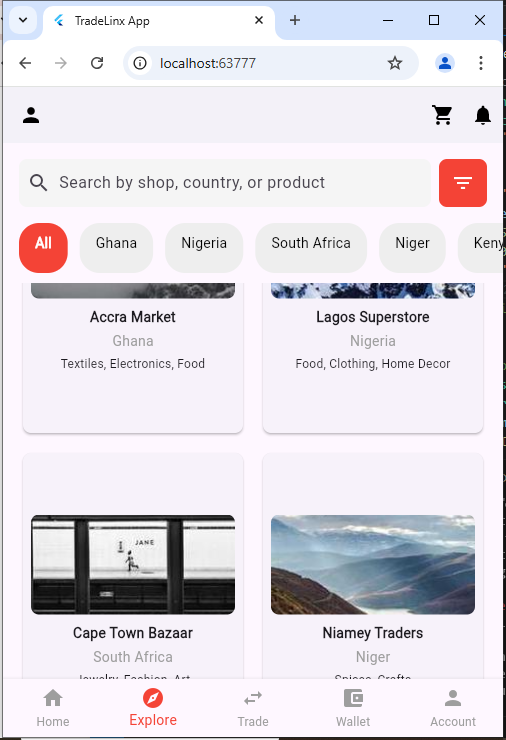 TradeLinx App
localhost:63777
Search by shop, country, or product
All Ghana Nigeria South Africa Niger Keny
Accra Market Lagos Superstore
Ghana Nigeria
Textiles, Electronics, Food Food, Clothing, Home Decor
JANE
Cape Town Bazaar Niamey Traders
South Africa Niger
Jewelry, Fashion, Art Spices, Crafts
Home Explore Trade Wallet Account